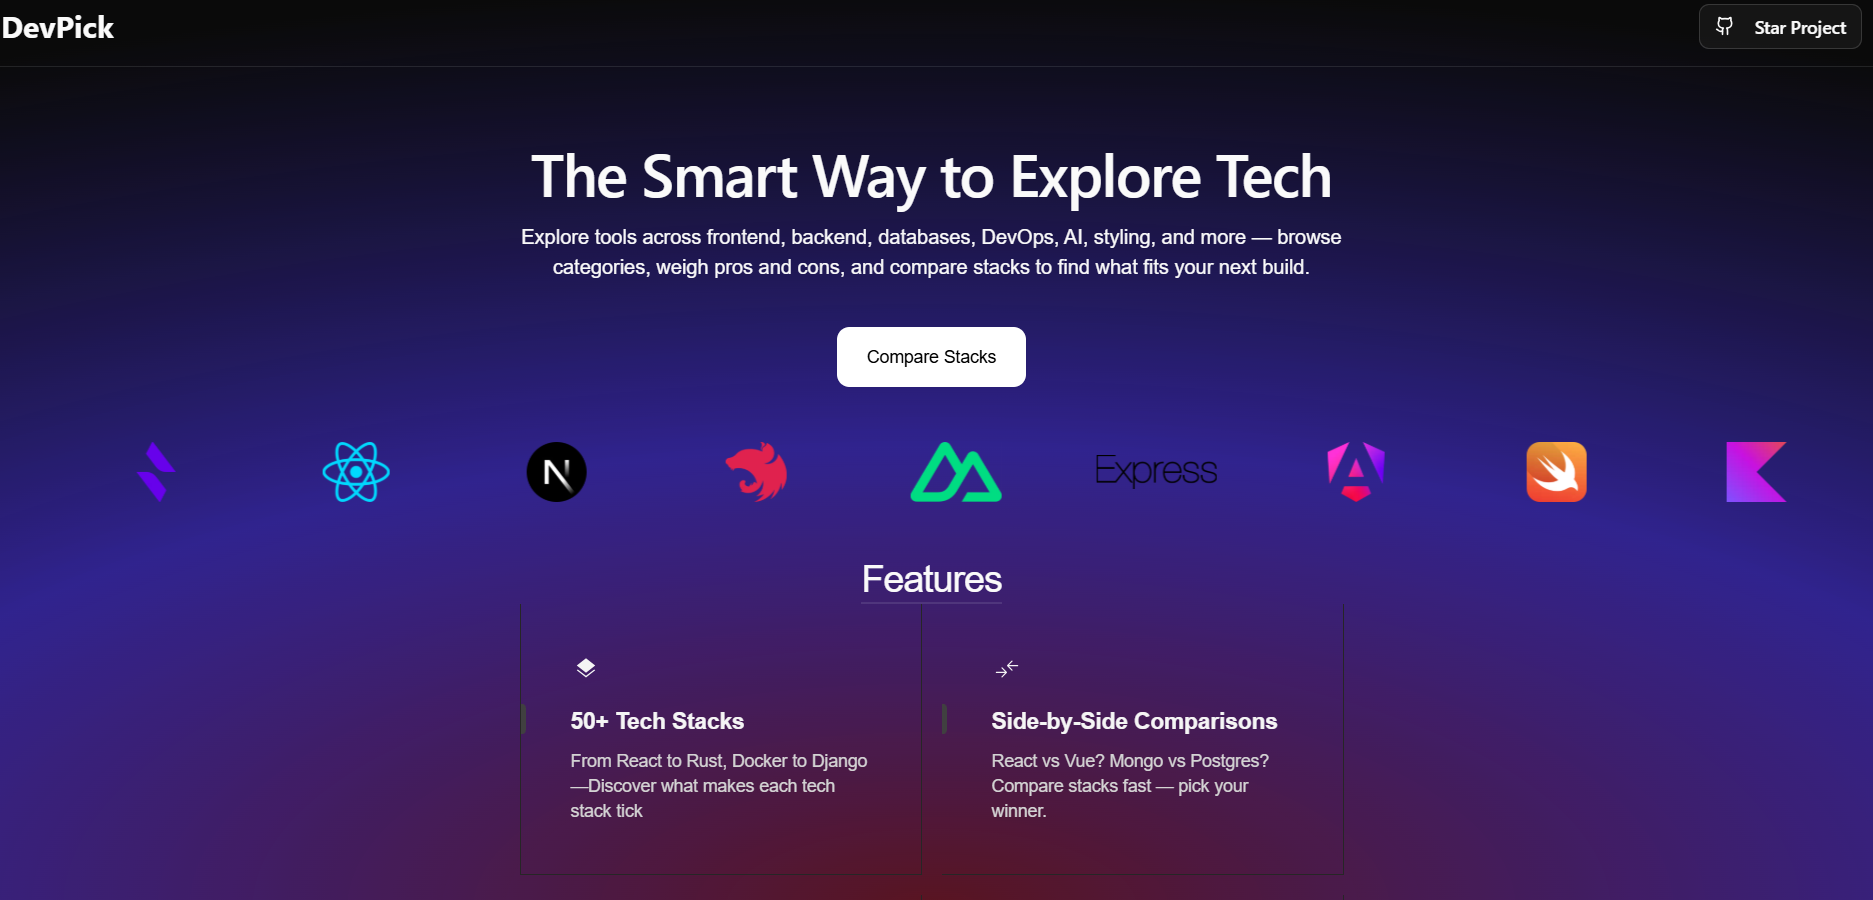 DevPick
Star Project
The Smart Way to Explore Tech
Explore tools across frontend, backend, databases, DevOps, AI, styling, and more — browse
categories, weigh pros and cons, and compare stacks to find what fits your next build.
Compare Stacks
N
Express
A
Features
50+ Tech Stacks
From React to Rust, Docker to Django
—Discover what makes each tech
stack tick
Side-by-Side Comparisons
React vs Vue? Mongo vs Postgres?
Compare stacks fast — pick your
winner.